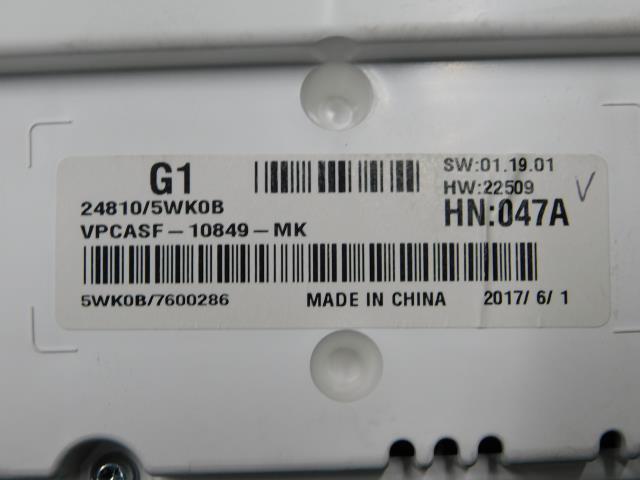 G1
SW:01.19.01
HW:22509
24810/5WK0B
HN:047A
VPCASF-10849-MK
5WK0B/7600286 MADE IN CHINA 2017/ 6/ 1
V